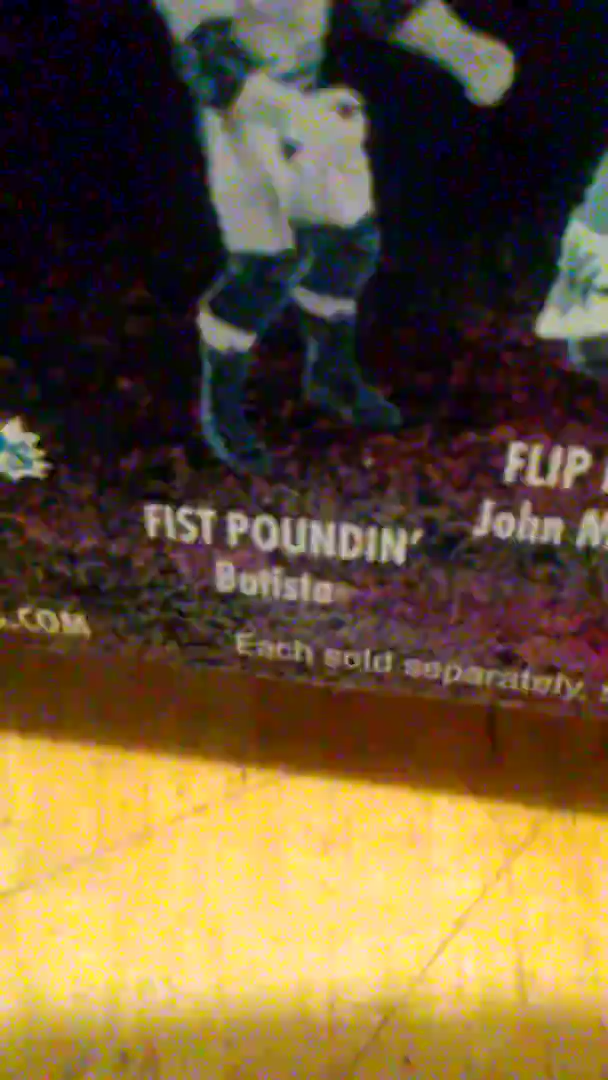 FLIP
John M
FIST POUNDIN'
Batista
.COM
Each sold separately.